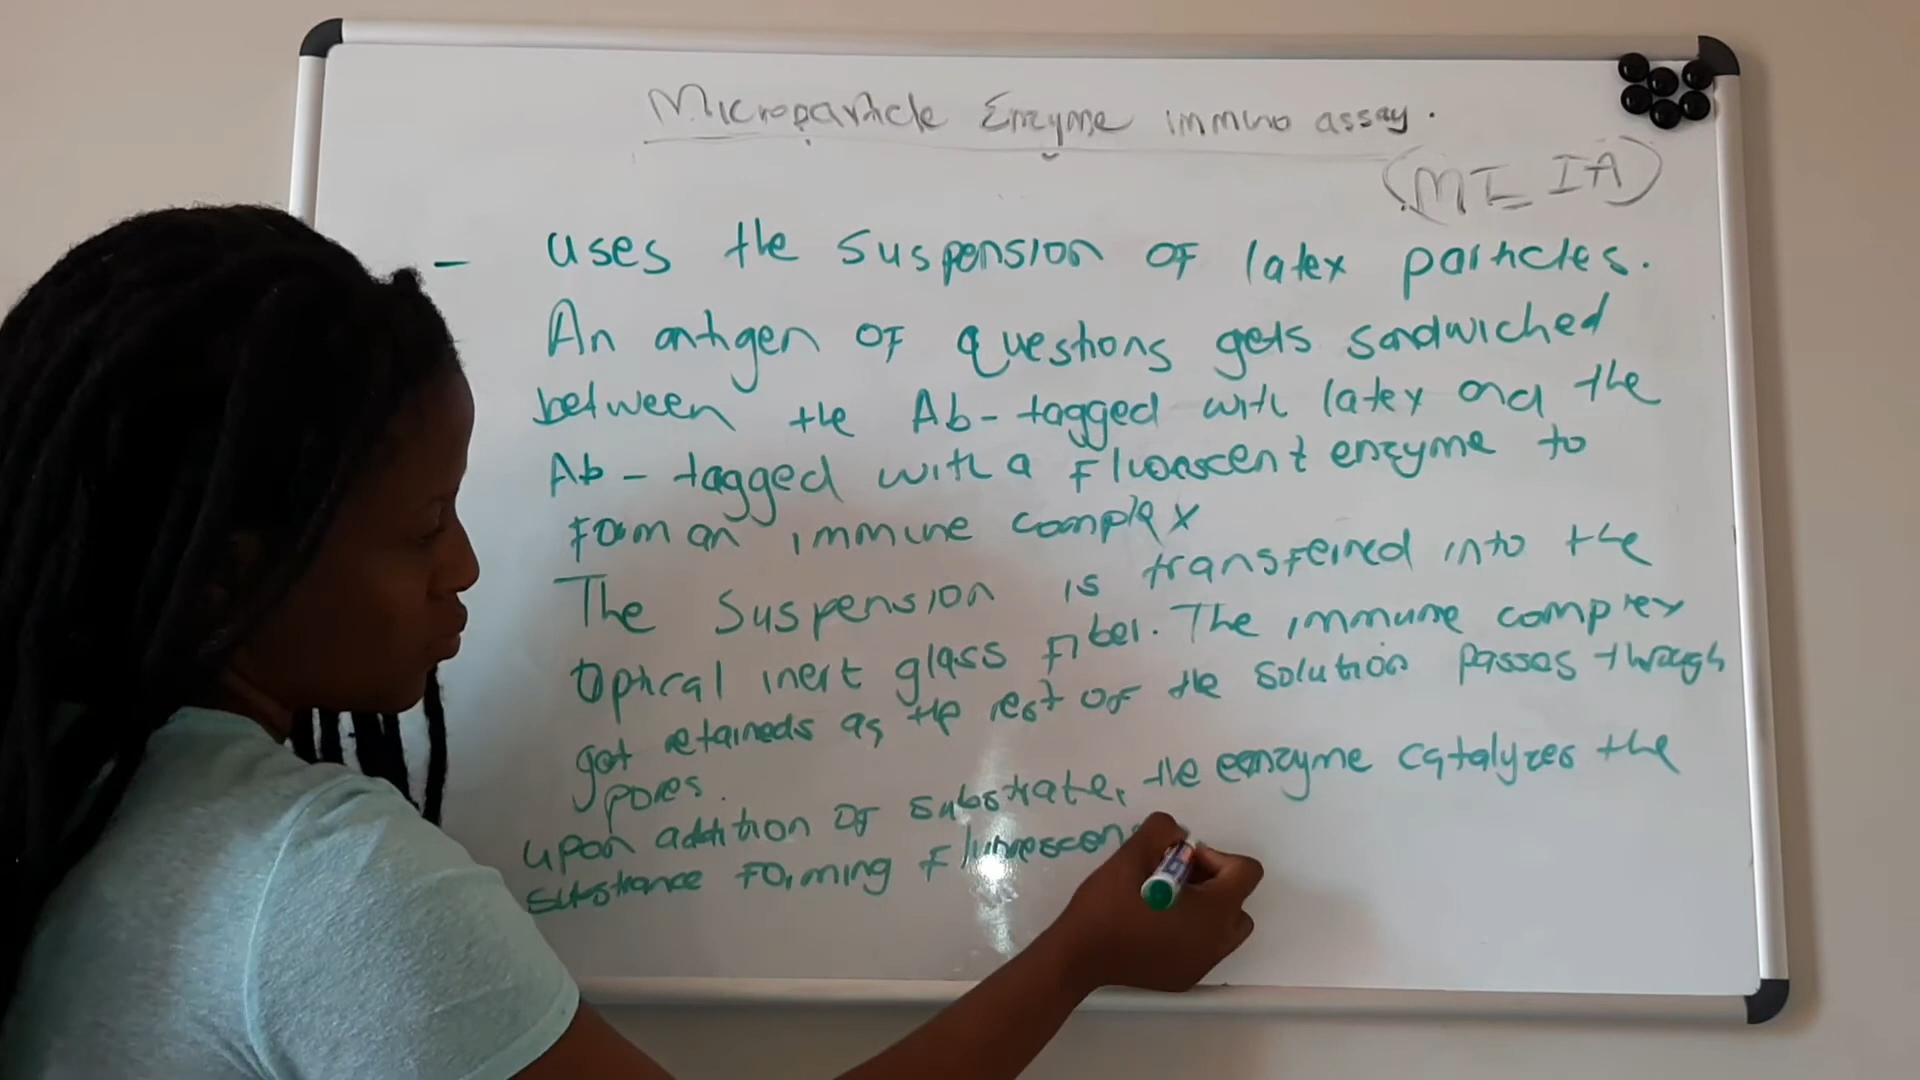 Microparticle Enzyme immuno assay.
(MEIA)
- uses the suspension of latex particles.
An antigen of questions gets sandwiched
between the Ab-tagged with latex and the
Ab-tagged with a fluorescent enzyme to
form an immune complex
The suspension is transferred into the
optical inert glass fiber. The immune complex
got retaineds as the rest of the solution passes through
pores.
upon addition of substrate, the enzyme catalyzes the
substrance forming fluorescen